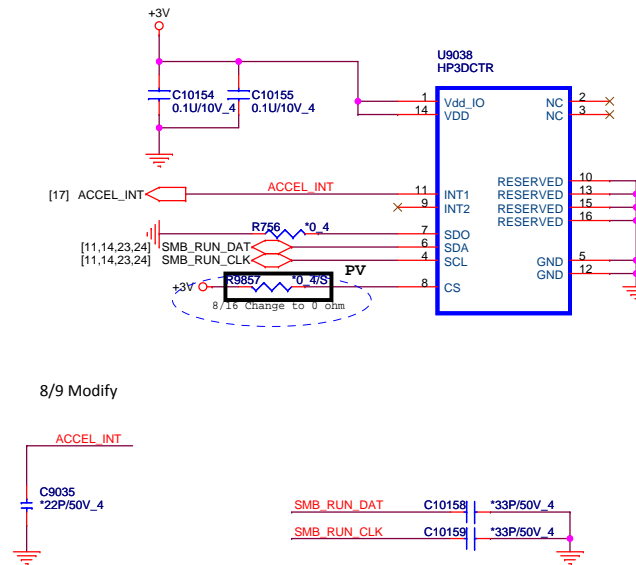 +3V
U9038
HP3DCTR
C10154
0.1U/10V_4
C10155
0.1U/10V_4
1 Vdd_IO NC 2
14 VDD NC 3
RESERVED 10
[17] ACCEL_INT ACCEL_INT 11 INT1 RESERVED 13
9 INT2 RESERVED 15
RESERVED 16
R756 *0_4 7 SDO
[11,14,23,24] SMB_RUN_DAT 6 SDA
[11,14,23,24] SMB_RUN_CLK 4 SCL GND 5
PV GND 12
+3V R9857 *0_4/S 8 CS
8/16 Change to 0 ohm
8/9 Modify
ACCEL_INT
C9035
*22P/50V_4
SMB_RUN_DAT C10158 *33P/50V_4
SMB_RUN_CLK C10159 *33P/50V_4